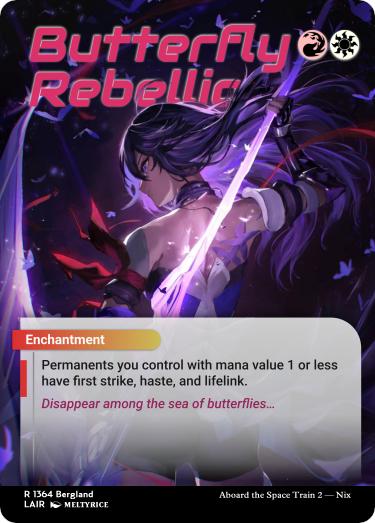 Butterfly
Rebellio
Enchantment
Permanents you control with mana value 1 or less
have first strike, haste, and lifelink.
Disappear among the sea of butterflies…
R 1364 Bergland
Aboard the Space Train 2 — Nix
LAIR MELTYRICE